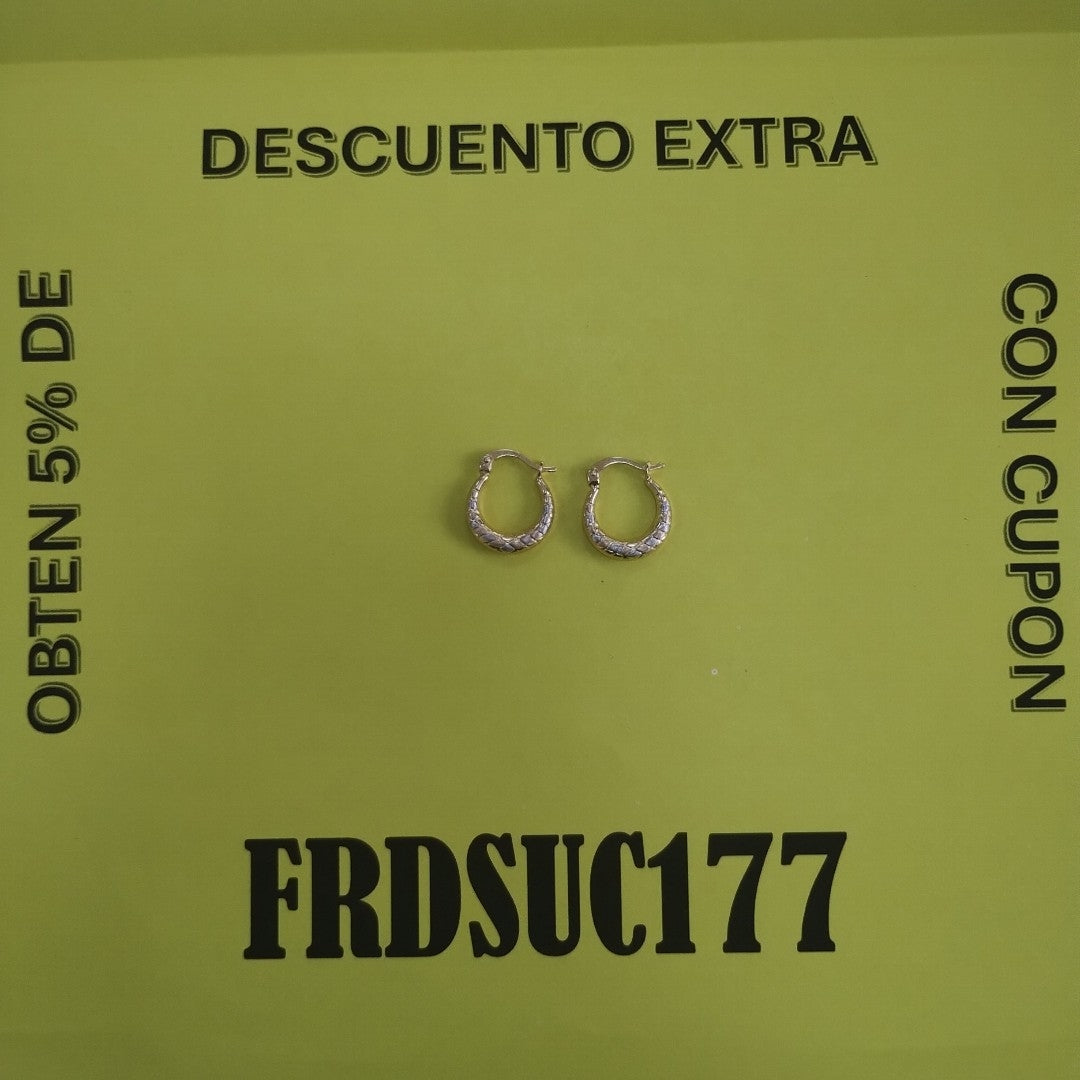 OBTEN 5% DE
DESCUENTO EXTRA
CON CUPON
FRDSUC177